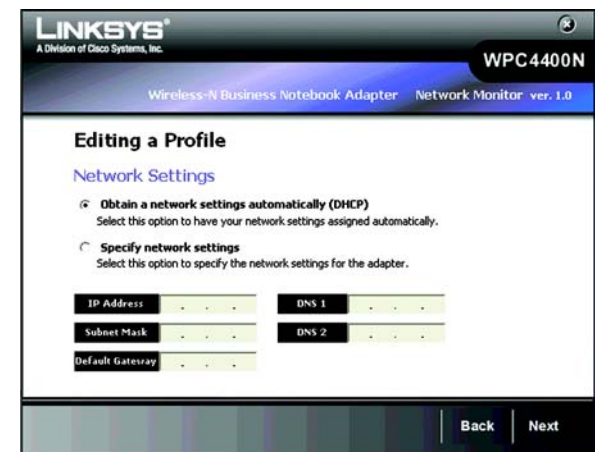 LINKSYS®
A Division of Cisco Systems, Inc.
WPC4400N
Wireless-N Business Notebook Adapter Network Monitor ver. 1.0
Editing a Profile
Network Settings
Obtain a network settings automatically (DHCP)
Select this option to have your network settings assigned automatically.
Specify network settings
Select this option to specify the network settings for the adapter.
IP Address . . . DNS 1 . . .
Subnet Mask . . . DNS 2 . . .
Default Gatesray . . .
Back Next